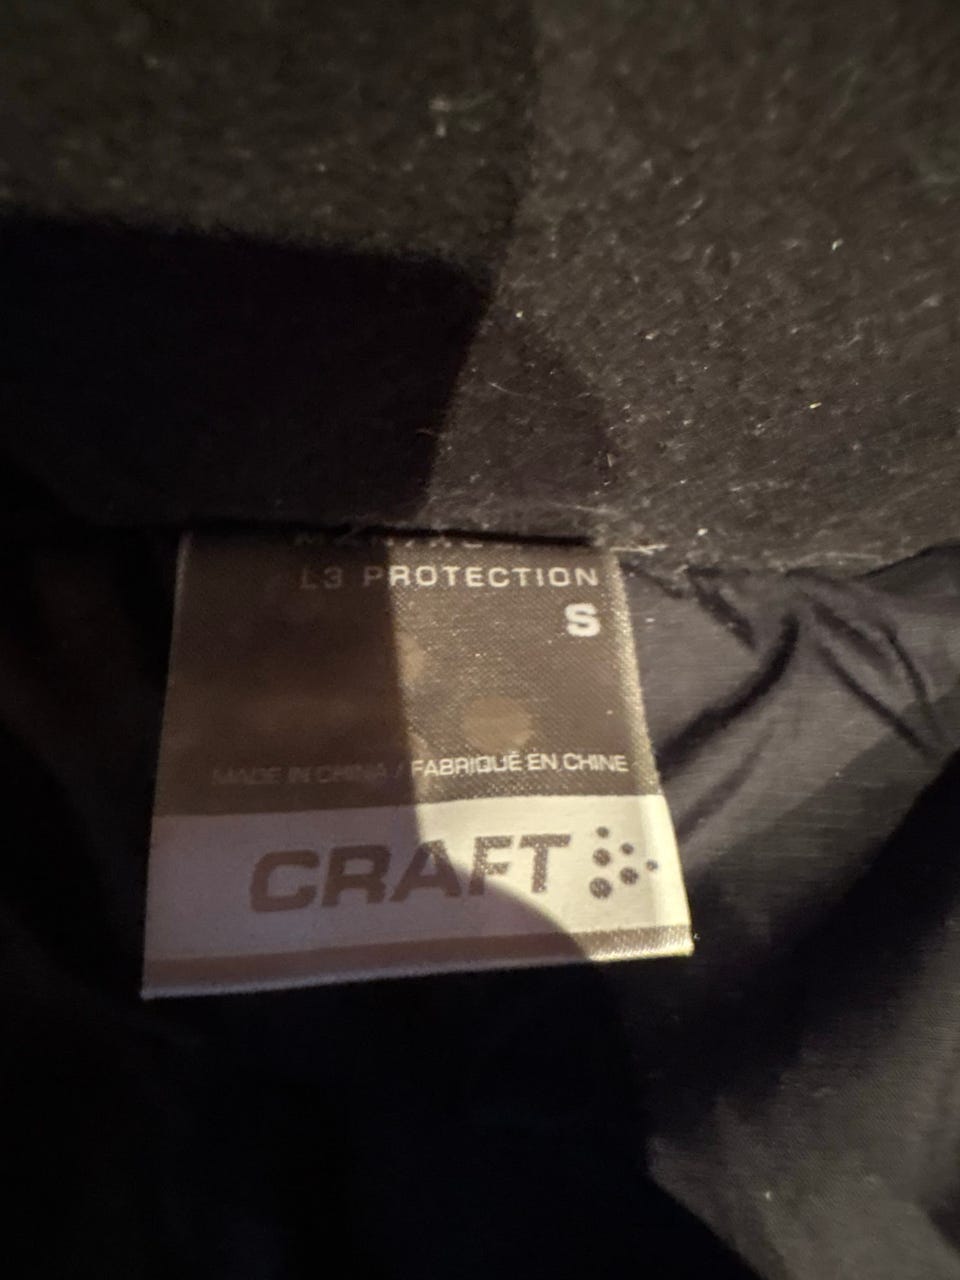 L3 PROTECTION
S
MADE IN CHINA / FABRIQUÉ EN CHINE
CRAFT